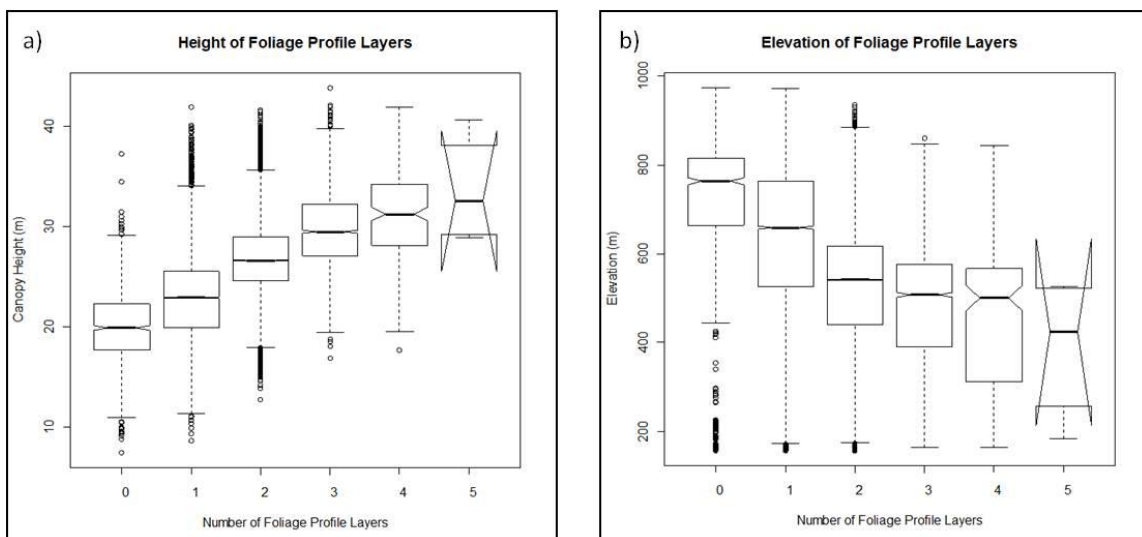 a)
Height of Foliage Profile Layers
Canopy Height (m)
40
30
20
10
0 1 2 3 4 5
Number of Foliage Profile Layers
b)
Elevation of Foliage Profile Layers
Elevation (m)
1000
800
600
400
200
0 1 2 3 4 5
Number of Foliage Profile Layers